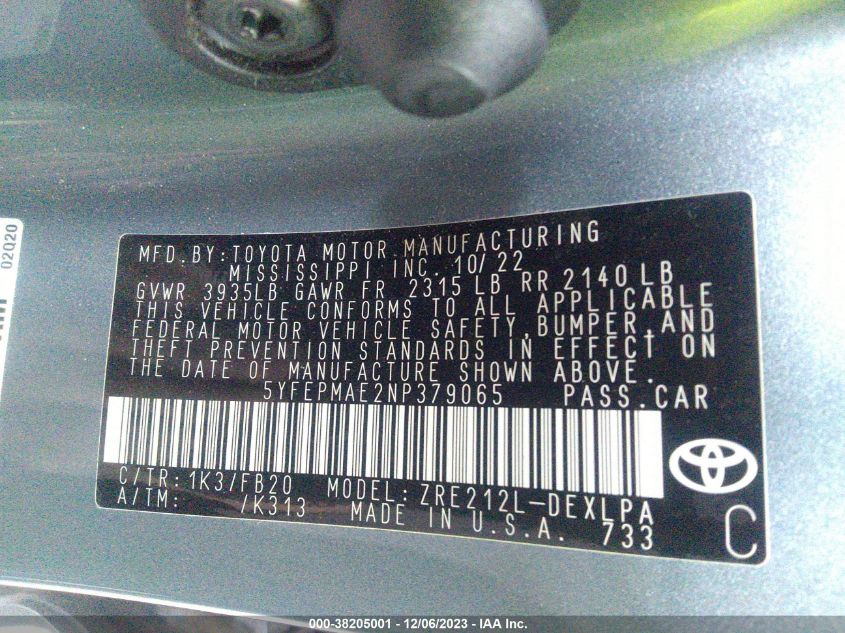 MFD.BY:TOYOTA MOTOR MANUFACTURING
MISSISSIPPI INC. 10/22
GVWR 3935LB GAWR FR 2315 LB RR 2140 LB
THIS VEHICLE CONFORMS TO ALL APPLICABLE
FEDERAL MOTOR VEHICLE SAFETY,BUMPER,AND
THEFT PREVENTION STANDARDS IN EFFECT ON
THE DATE OF MANUFACTURE SHOWN ABOVE.
5YFEPMAE2NP379065 PASS.CAR
C/TR: 1K3/FB20 MODEL: ZRE212L-DEXLPA
A/TM: /K313 MADE IN U.S.A. 733
C
02Q20
000-38205001 - 12/06/2023 - IAA Inc.